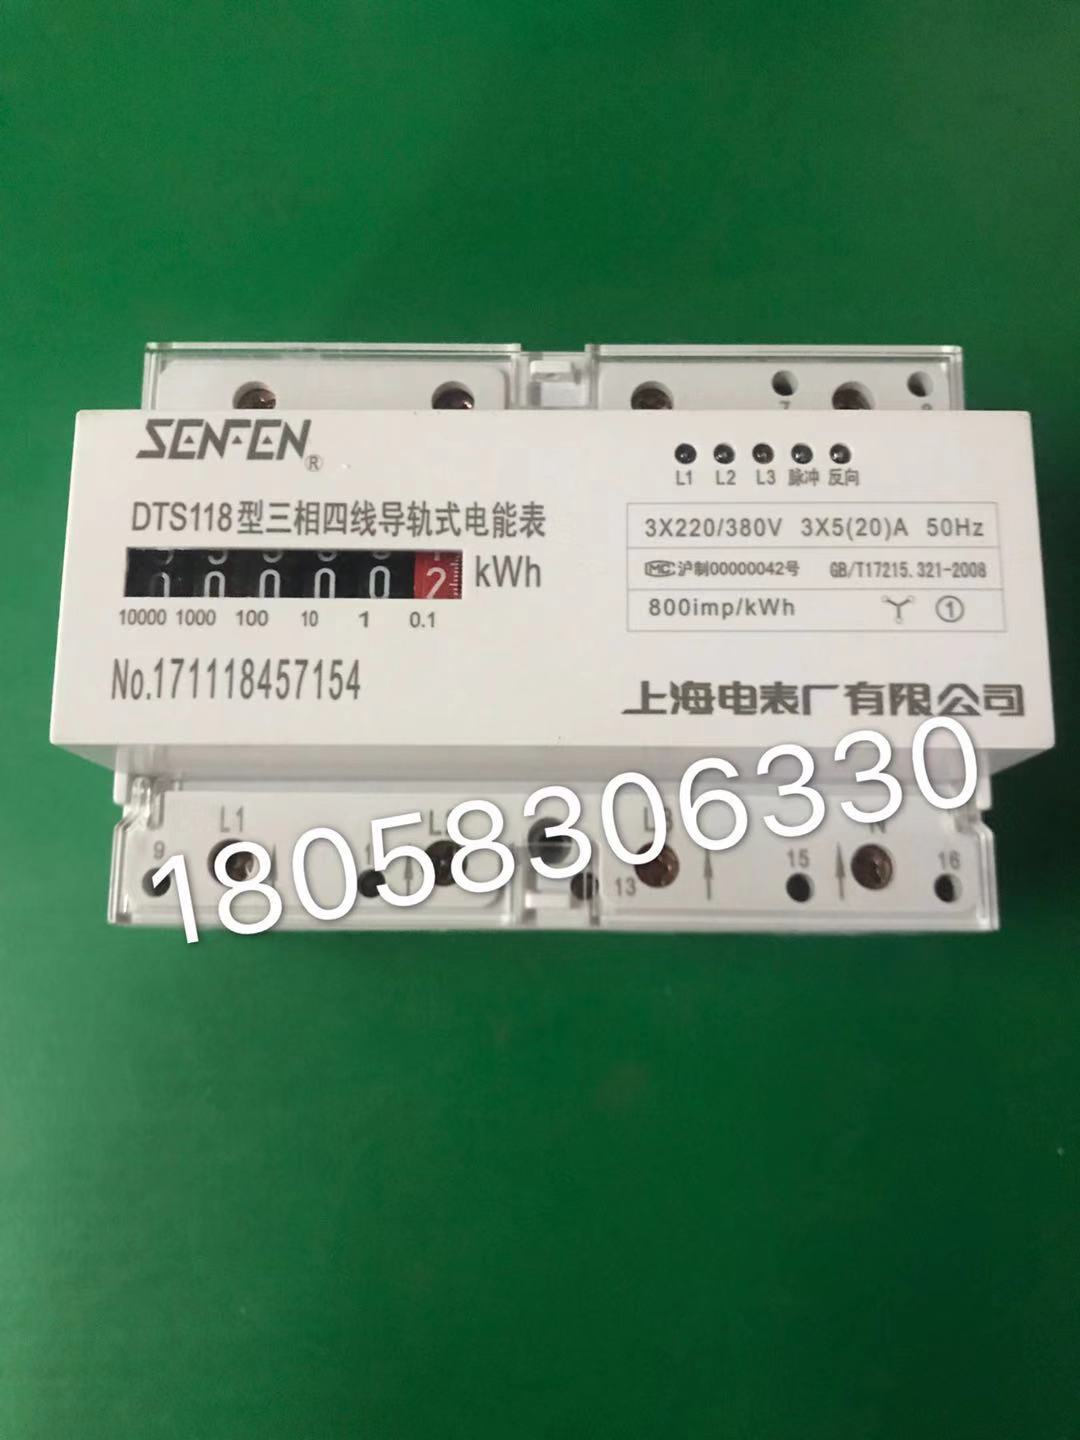 SENFEN®
L1 L2 L3 脉冲 反向
DTS118型三相四线导轨式电能表
3X220/380V 3X5(20)A 50Hz
000002 kWh
MC 沪制00000042号 GB/T17215.321-2008
10000 1000 100 10 1 0.1
800imp/kWh ①
No.171118457154
上海电表厂有限公司
18058306330
L1 N
9 13 15 16